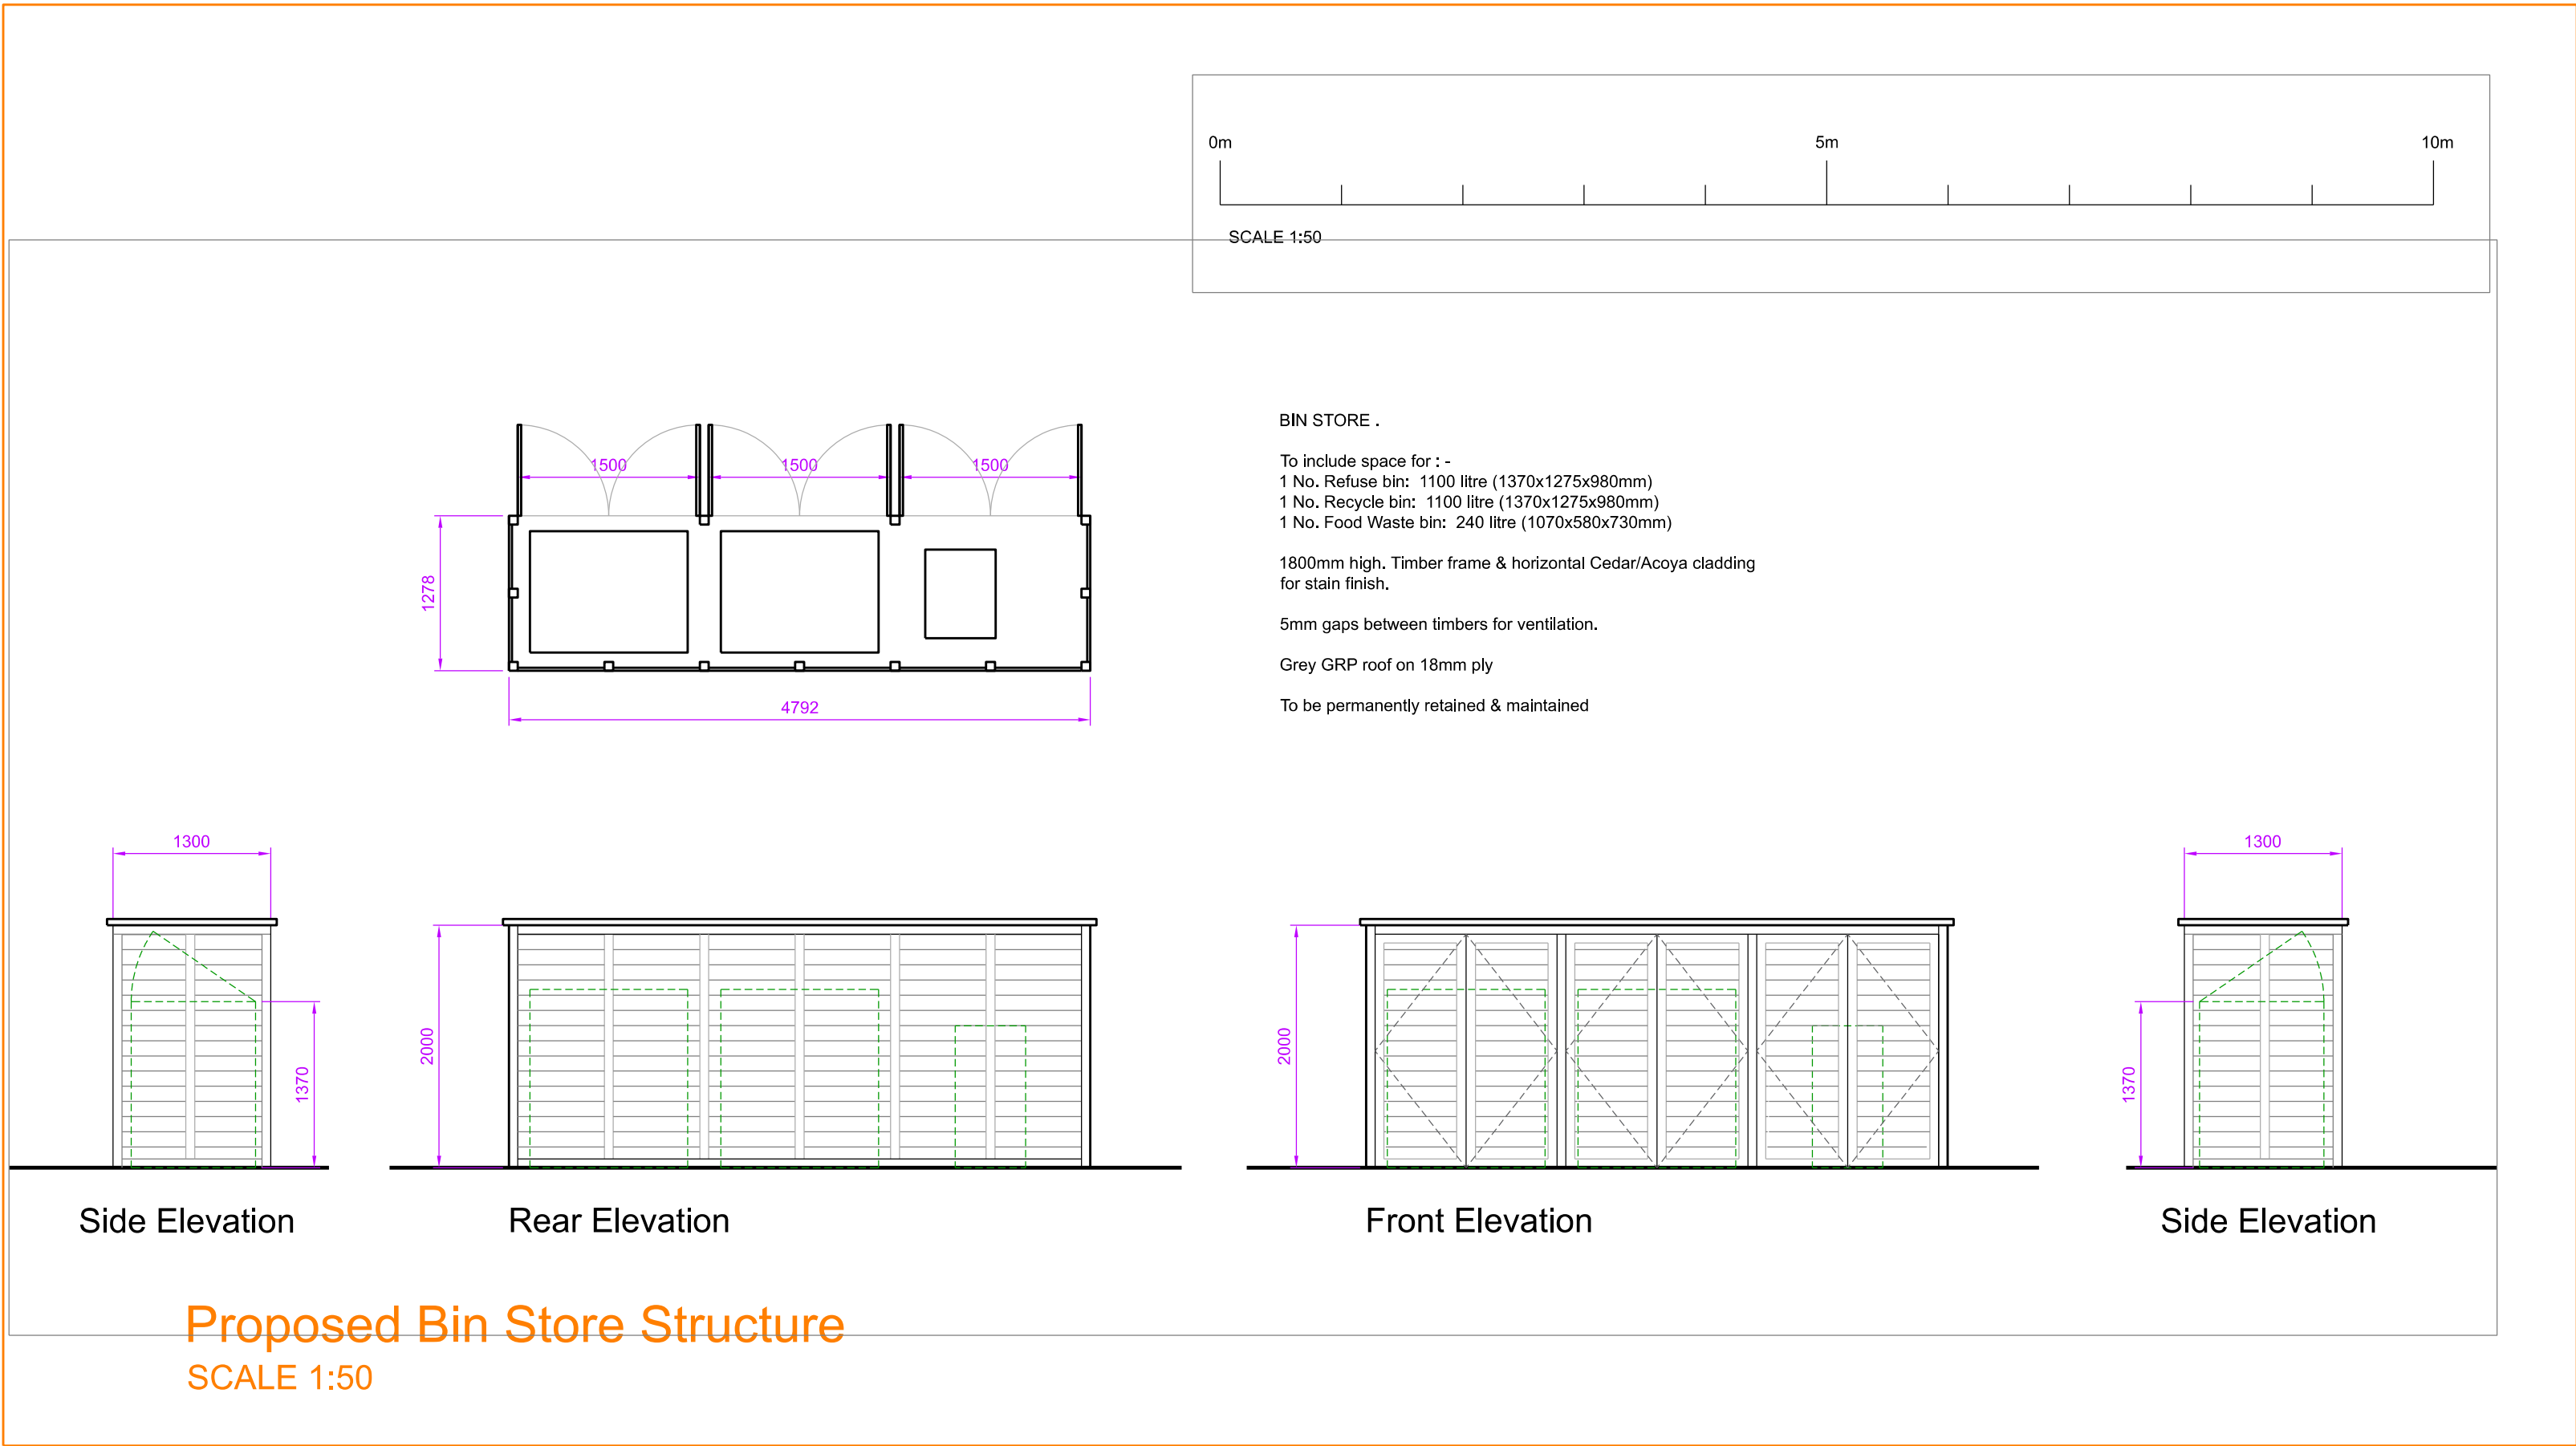 0m
5m
10m
SCALE 1:50
1500
1500
1500
1278
4792
BIN STORE .
To include space for : -
1 No. Refuse bin:  1100 litre (1370x1275x980mm)
1 No. Recycle bin:  1100 litre (1370x1275x980mm)
1 No. Food Waste bin:  240 litre (1070x580x730mm)
1800mm high. Timber frame & horizontal Cedar/Acoya cladding
for stain finish.
5mm gaps between timbers for ventilation.
Grey GRP roof on 18mm ply
To be permanently retained & maintained
1300
1370
Side Elevation
2000
Rear Elevation
2000
Front Elevation
1300
1370
Side Elevation
Proposed Bin Store Structure
SCALE 1:50